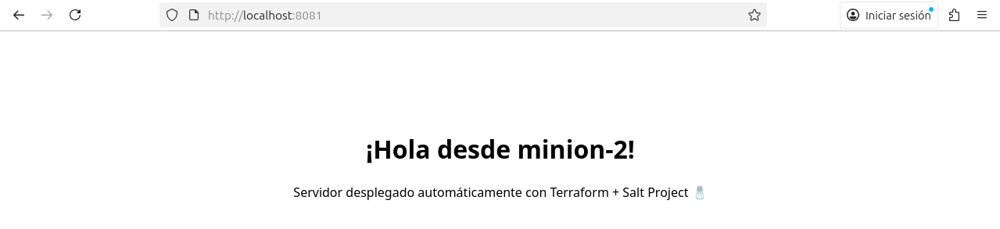 http://localhost:8081
Iniciar sesión
¡Hola desde minion-2!
Servidor desplegado automáticamente con Terraform + Salt Project 🧂